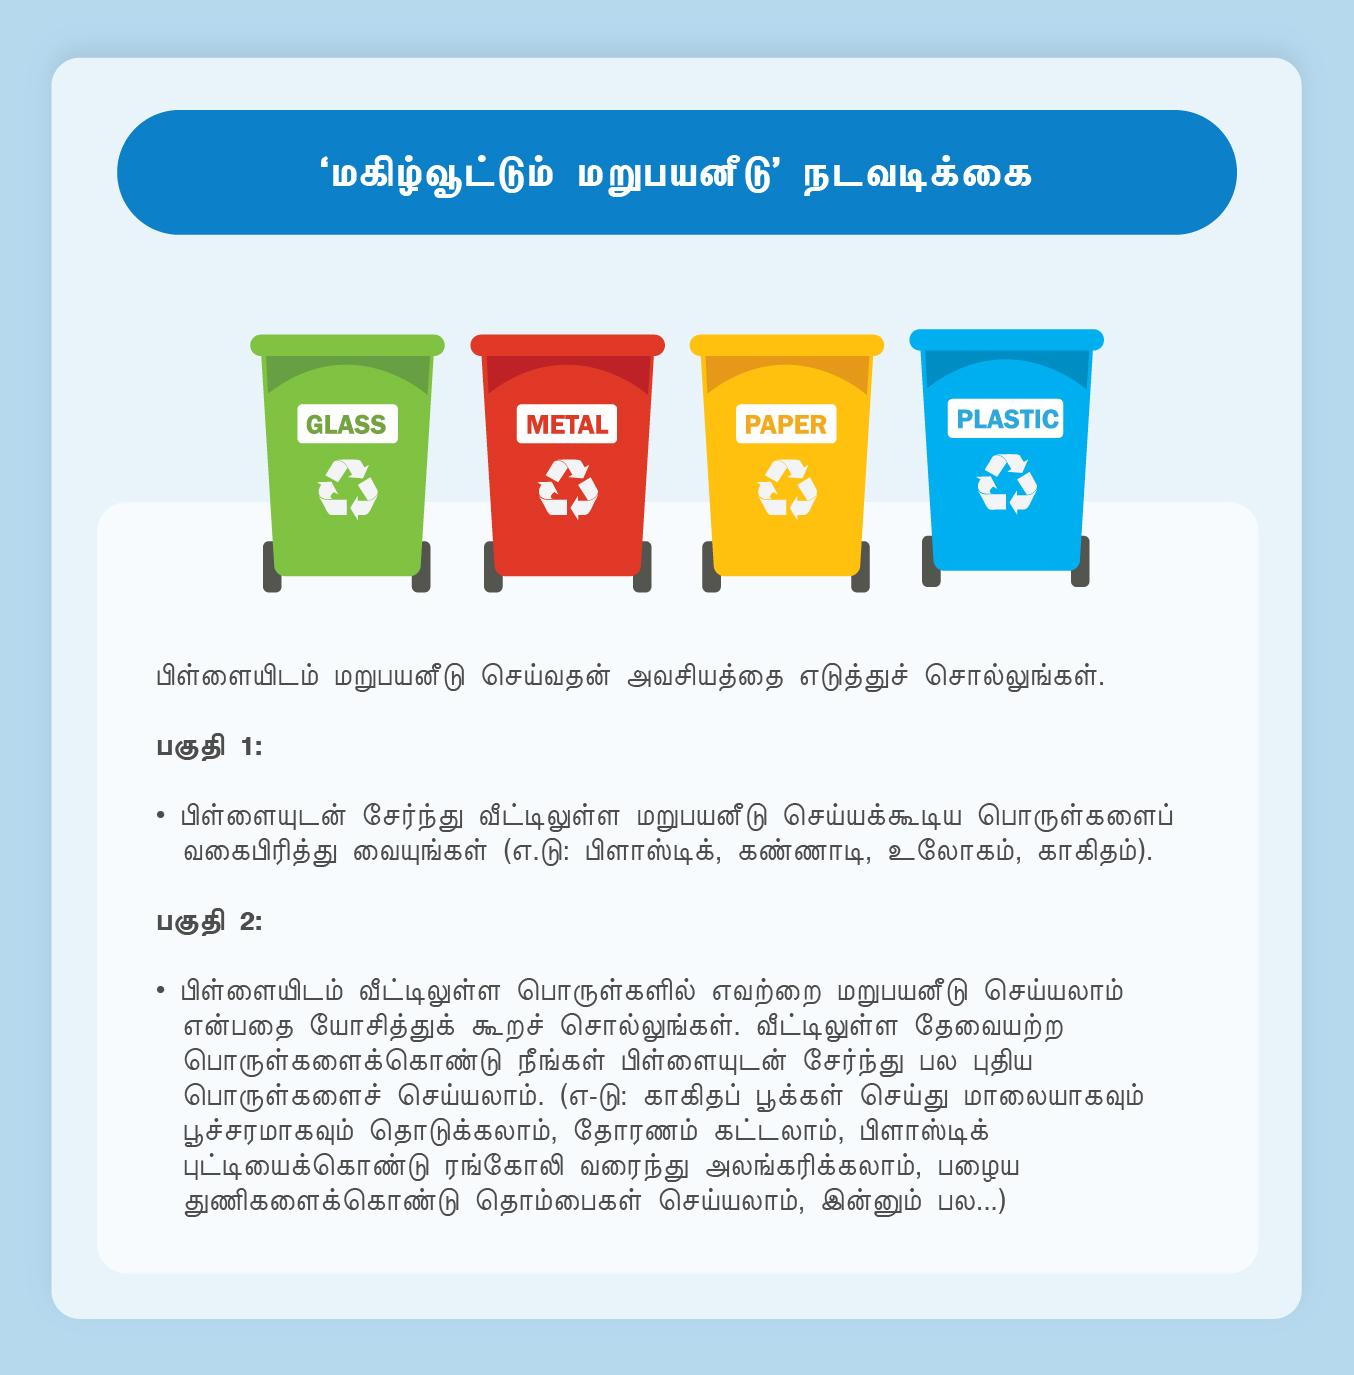 ‘மகிழ்வூட்டும் மறுபயனீடு’ நடவடிக்கை
GLASS
METAL
PAPER
PLASTIC
பிள்ளையிடம் மறுபயனீடு செய்வதன் அவசியத்தை எடுத்துச் சொல்லுங்கள்.
பகுதி 1:
• பிள்ளையுடன் சேர்ந்து வீட்டிலுள்ள மறுபயனீடு செய்யக்கூடிய பொருள்களைப்
வகைபிரித்து வையுங்கள் (எ.டு: பிளாஸ்டிக், கண்ணாடி, உலோகம், காகிதம்).
பகுதி 2:
• பிள்ளையிடம் வீட்டிலுள்ள பொருள்களில் எவற்றை மறுபயனீடு செய்யலாம்
என்பதை யோசித்துக் கூறச் சொல்லுங்கள். வீட்டிலுள்ள தேவையற்ற
பொருள்களைக்கொண்டு நீங்கள் பிள்ளையுடன் சேர்ந்து பல புதிய
பொருள்களைச் செய்யலாம். (எ-டு: காகிதப் பூக்கள் செய்து மாலையாகவும்
பூச்சரமாகவும் தொடுக்கலாம், தோரணம் கட்டலாம், பிளாஸ்டிக்
புட்டியைக்கொண்டு ரங்கோலி வரைந்து அலங்கரிக்கலாம், பழைய
துணிகளைக்கொண்டு தொம்பைகள் செய்யலாம், இன்னும் பல...)